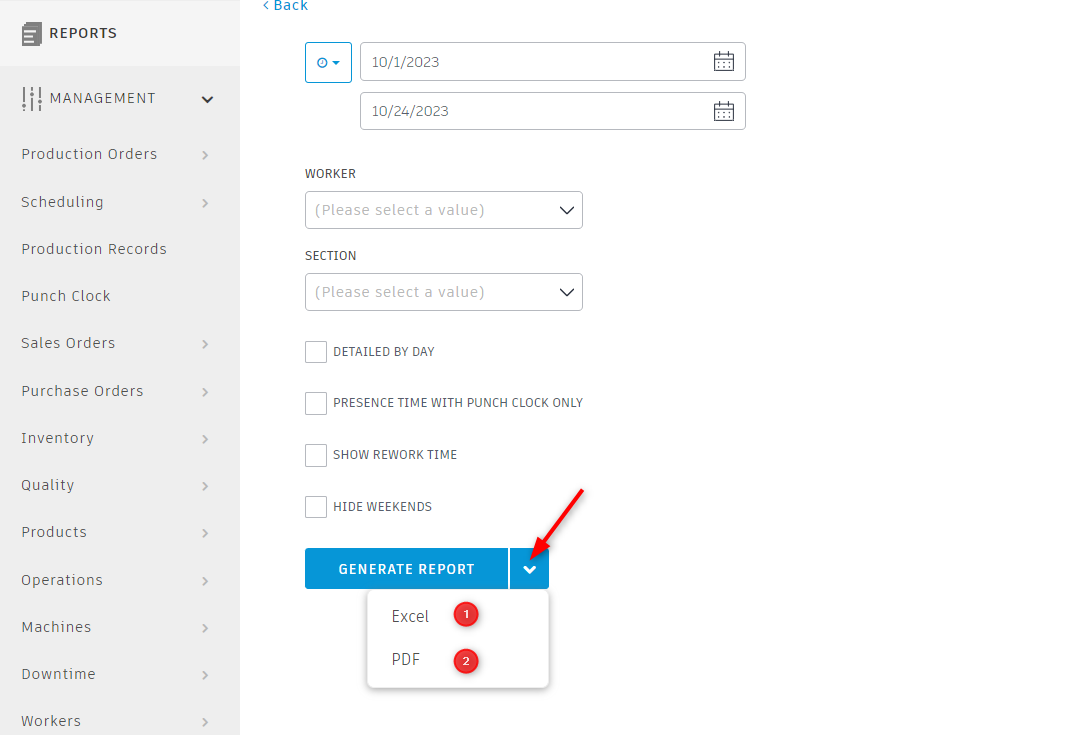 REPORTS
MANAGEMENT
Production Orders
Scheduling
Production Records
Punch Clock
Sales Orders
Purchase Orders
Inventory
Quality
Products
Operations
Machines
Downtime
Workers
Back
10/1/2023
10/24/2023
WORKER
(Please select a value)
SECTION
(Please select a value)
DETAILED BY DAY
PRESENCE TIME WITH PUNCH CLOCK ONLY
SHOW REWORK TIME
HIDE WEEKENDS
GENERATE REPORT
Excel 1
PDF 2